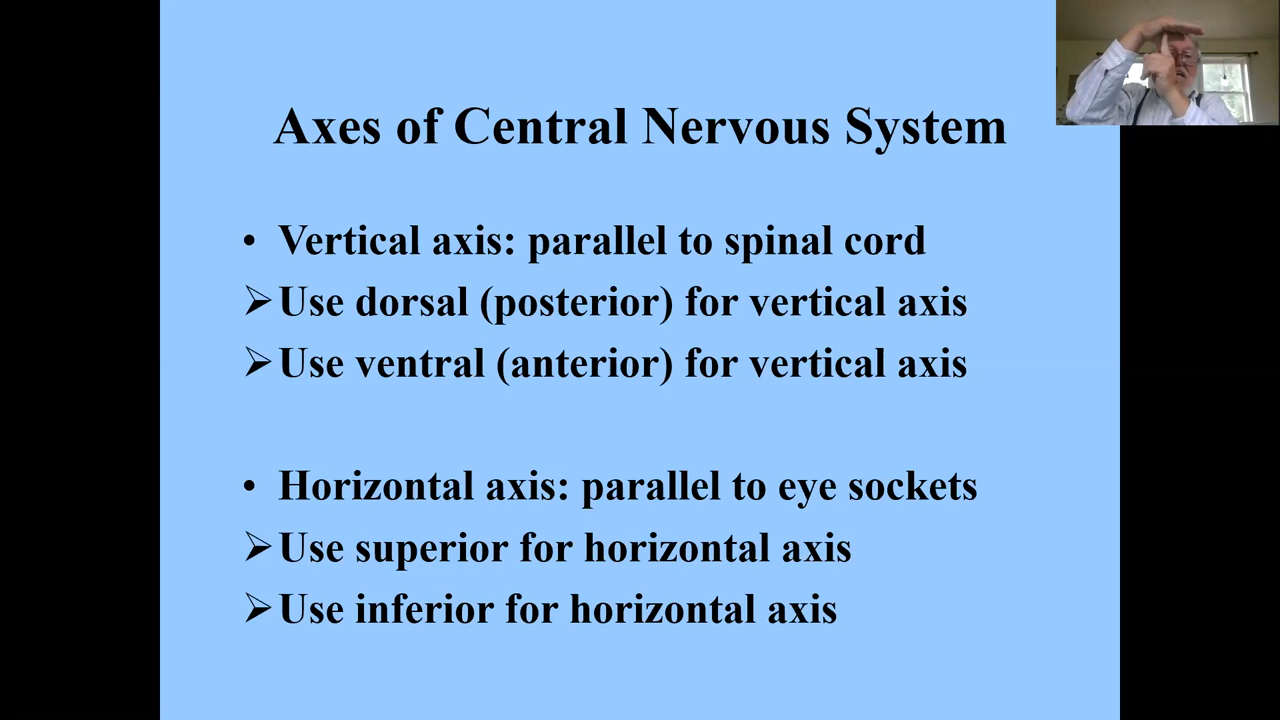 Axes of Central Nervous System
• Vertical axis: parallel to spinal cord
➢ Use dorsal (posterior) for vertical axis
➢ Use ventral (anterior) for vertical axis
• Horizontal axis: parallel to eye sockets
➢ Use superior for horizontal axis
➢ Use inferior for horizontal axis